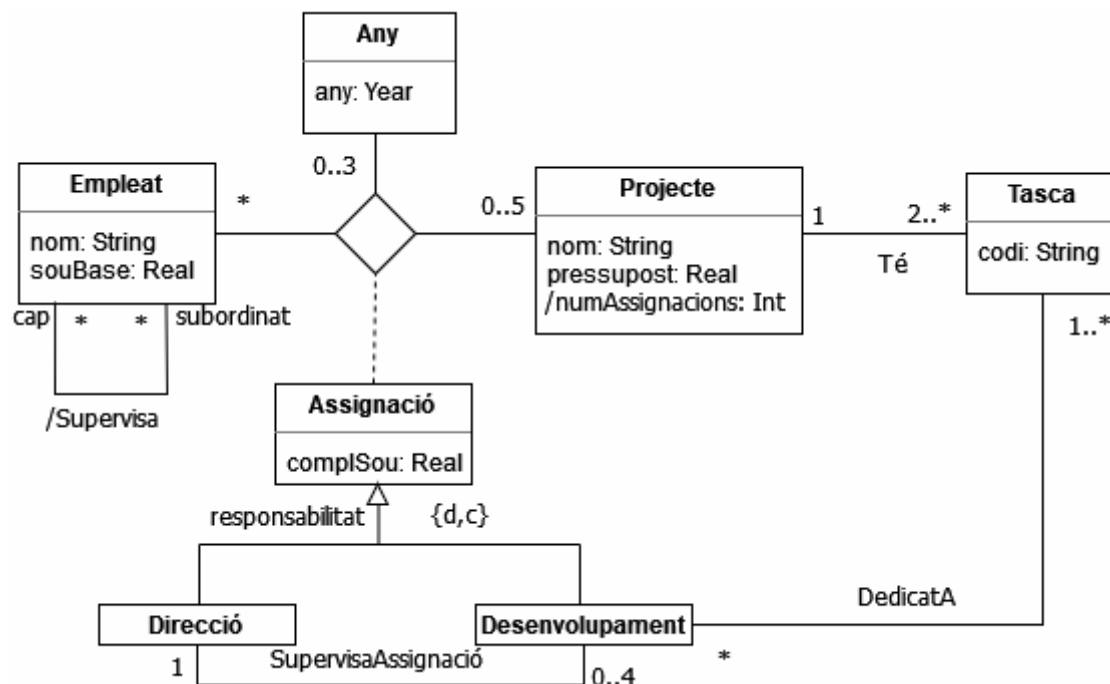 Any
any: Year
0..3
Empleat
nom: String
souBase: Real
*
0..5
Projecte
nom: String
pressupost: Real
/numAssignacions: Int
1
2..*
Té
Tasca
codi: String
1..*
cap
*
*
subordinat
/Supervisa
Assignació
complSou: Real
responsabilitat
{d,c}
DedicatA
Direcció
Desenvolupament
1
SupervisaAssignació
0..4
*